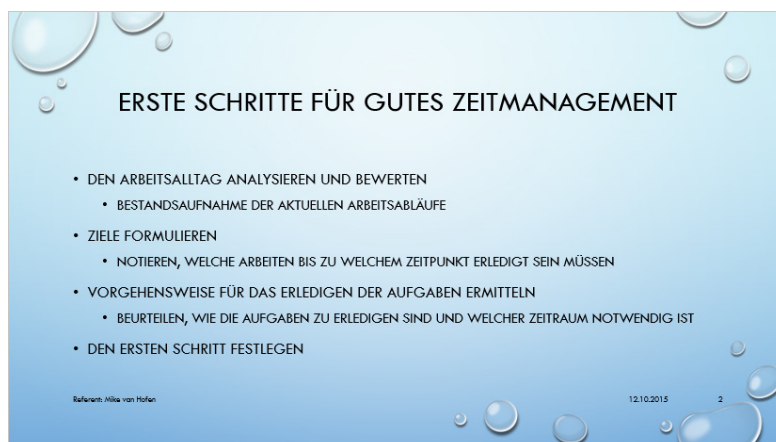 ERSTE SCHRITTE FÜR GUTES ZEITMANAGEMENT
• DEN ARBEITSALLTAG ANALYSIEREN UND BEWERTEN
• BESTANDSAUFNAHME DER AKTUELLEN ARBEITSABLÄUFE
• ZIELE FORMULIEREN
• NOTIEREN, WELCHE ARBEITEN BIS ZU WELCHEM ZEITPUNKT ERLEDIGT SEIN MÜSSEN
• VORGEHENSWEISE FÜR DAS ERLEDIGEN DER AUFGABEN ERMITTELN
• BEURTEILEN, WIE DIE AUFGABEN ZU ERLEDIGEN SIND UND WELCHER ZEITRAUM NOTWENDIG IST
• DEN ERSTEN SCHRITT FESTLEGEN
Referent: Mike van Hofen 12.10.2015 2